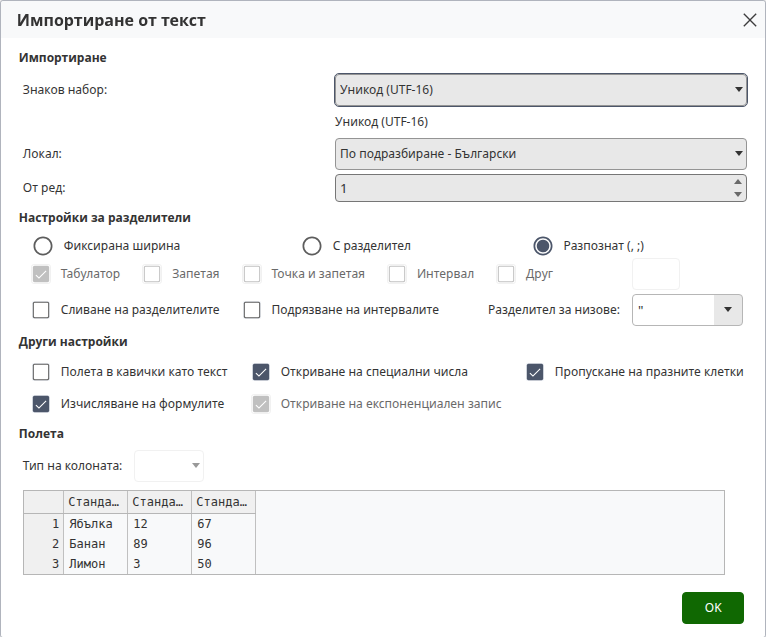 Импортиране от текст
Импортиране
Знаков набор: Уникод (UTF-16)
Уникод (UTF-16)
Локал: По подразбиране - Български
От ред: 1
Настройки за разделители
Фиксирана ширина С разделител Разпознат (, ;)
Табулатор Запетая Точка и запетая Интервал Друг
Сливане на разделителите Подрязване на интервалите Разделител за низове: "
Други настройки
Полета в кавички като текст Откриване на специални числа Пропускане на празните клетки
Изчисляване на формулите Откриване на експоненциален запис
Полета
Тип на колоната:
Станда… Станда… Станда…
1 Ябълка 12 67
2 Банан 89 96
3 Лимон 3 50
OK